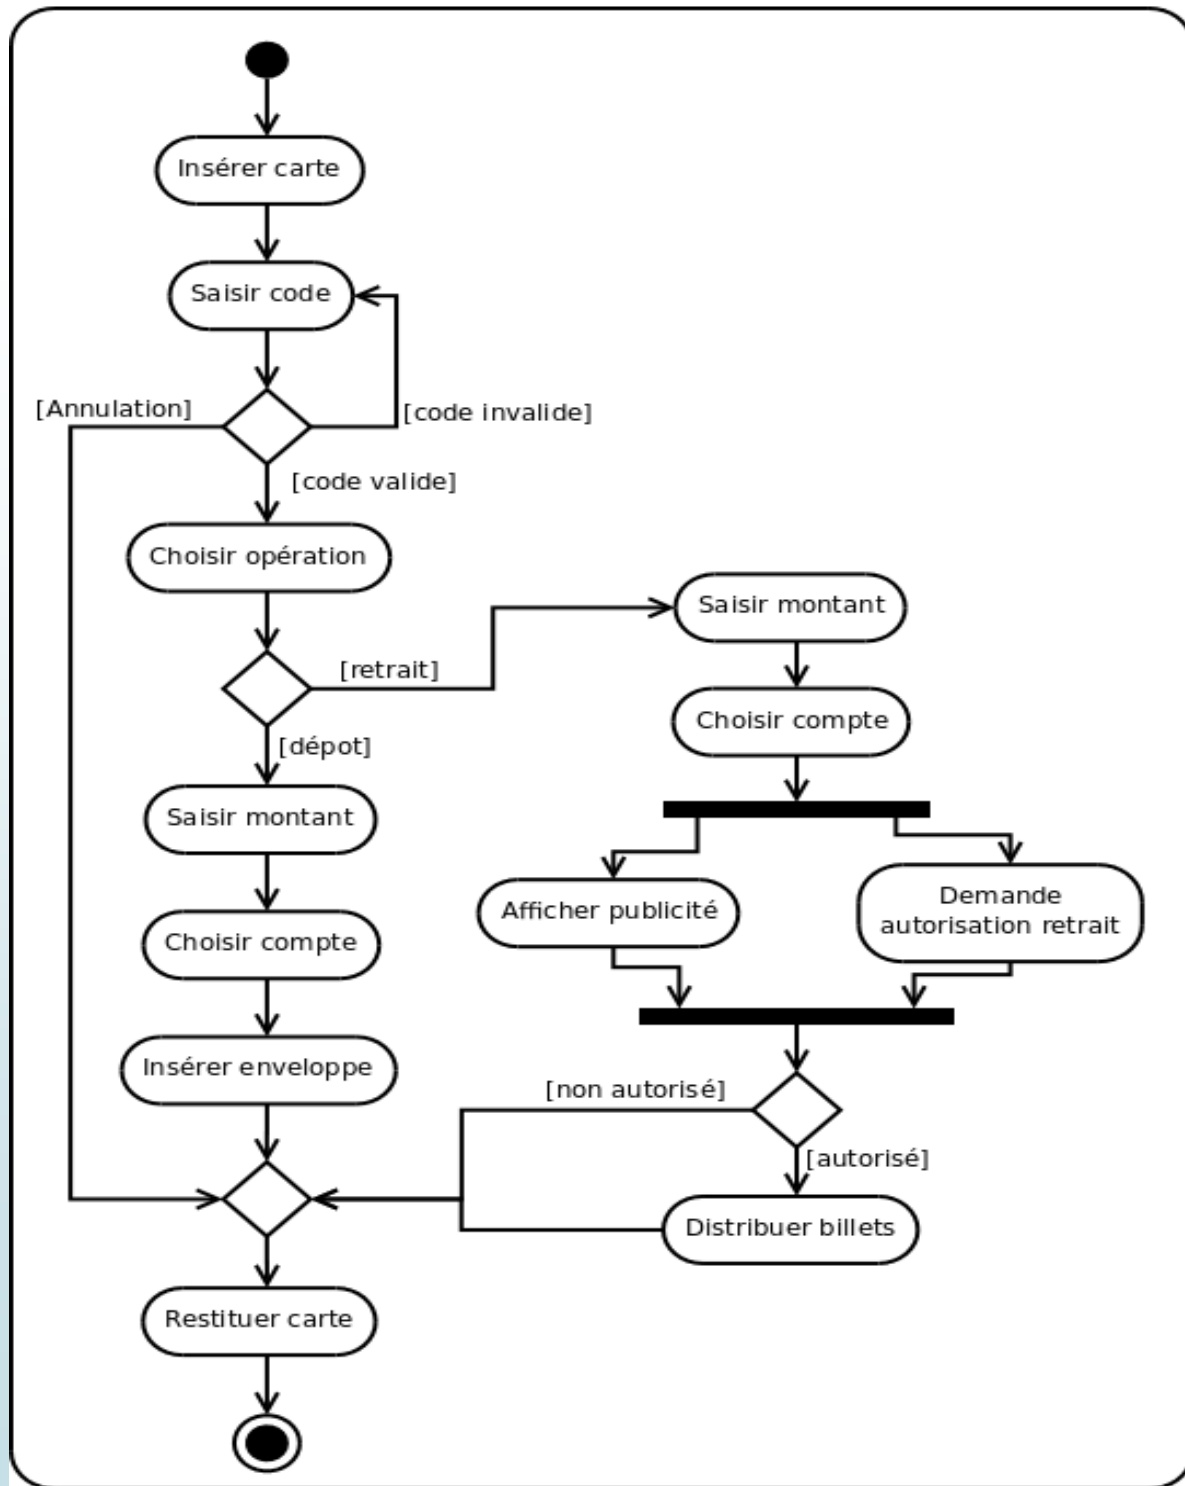 Insérer carte
Saisir code
[Annulation]
[code invalide]
[code valide]
Choisir opération
[retrait]
[dépot]
Saisir montant
Choisir compte
Insérer enveloppe
Saisir montant
Choisir compte
Afficher publicité
Demande
autorisation retrait
[non autorisé]
[autorisé]
Distribuer billets
Restituer carte